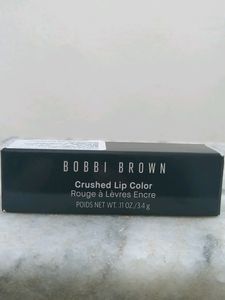 BOBBI BROWN
Crushed Lip Color
Rouge à Lèvres Encre
POIDS NET WT. .11 OZ/3.4 g